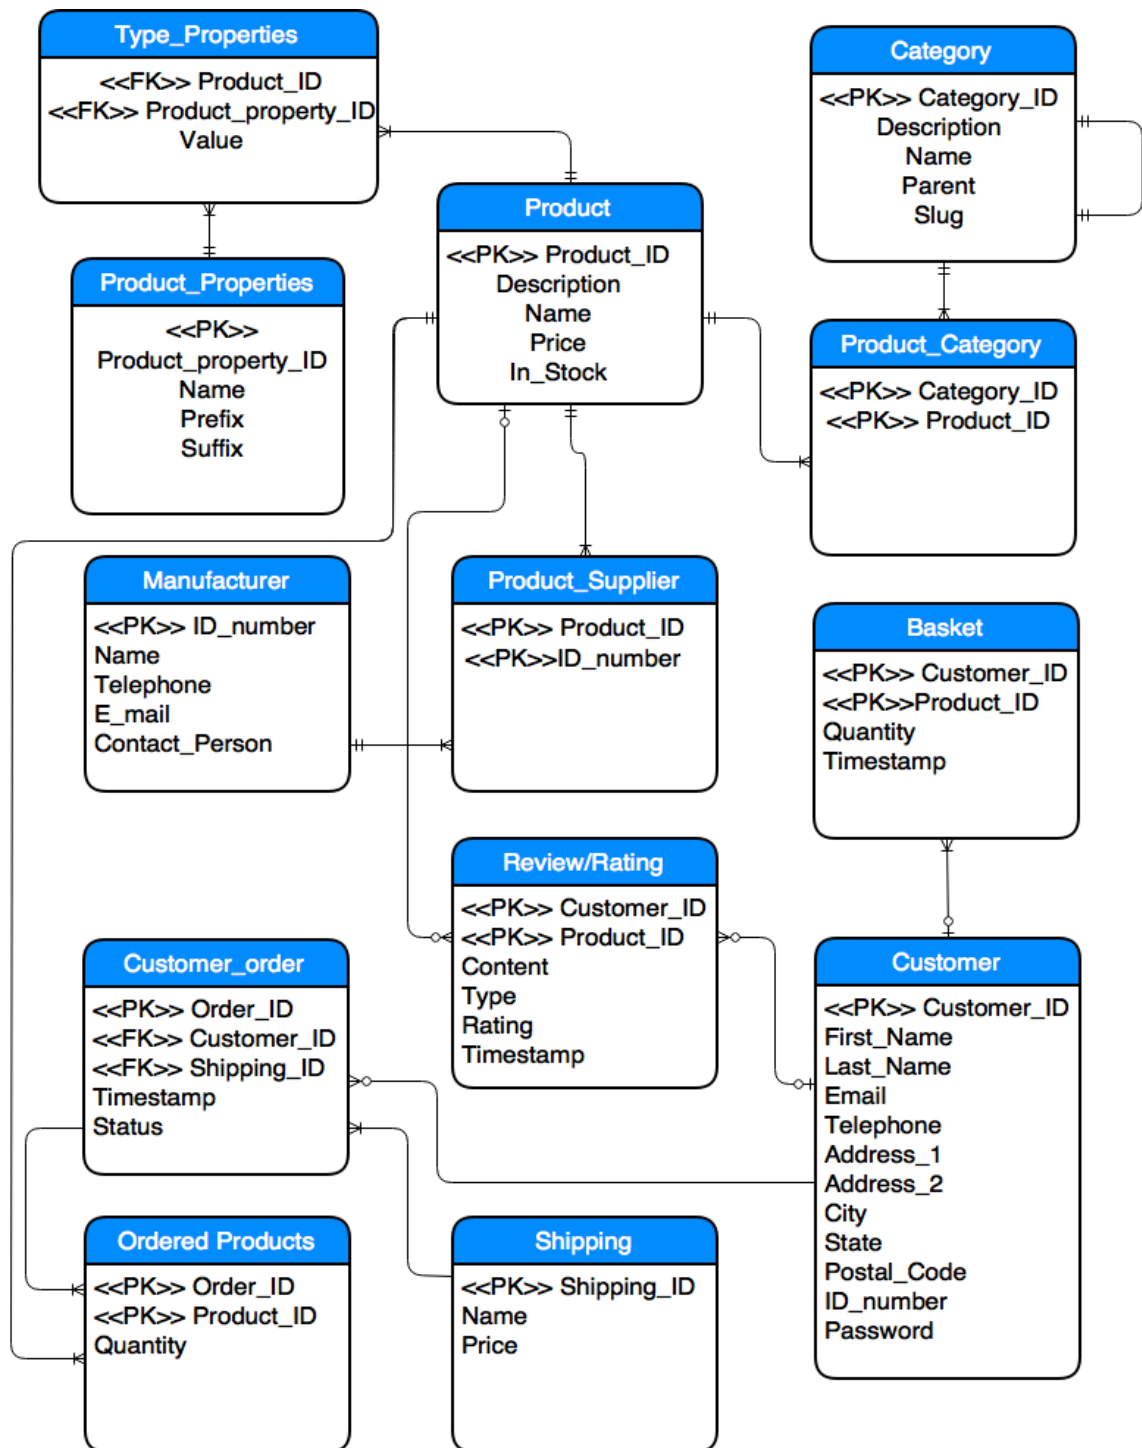 Type_Properties
<<FK>> Product_ID
<<FK>> Product_property_ID
Value
Category
<<PK>> Category_ID
Description
Name
Parent
Slug
Product
<<PK>> Product_ID
Description
Name
Price
In_Stock
Product_Properties
<<PK>>
Product_property_ID
Name
Prefix
Suffix
Product_Category
<<PK>> Category_ID
<<PK>> Product_ID
Manufacturer
<<PK>> ID_number
Name
Telephone
E_mail
Contact_Person
Product_Supplier
<<PK>> Product_ID
<<PK>>ID_number
Basket
<<PK>> Customer_ID
<<PK>>Product_ID
Quantity
Timestamp
Review/Rating
<<PK>> Customer_ID
<<PK>> Product_ID
Content
Type
Rating
Timestamp
Customer_order
<<PK>> Order_ID
<<FK>> Customer_ID
<<FK>> Shipping_ID
Timestamp
Status
Customer
<<PK>> Customer_ID
First_Name
Last_Name
Email
Telephone
Address_1
Address_2
City
State
Postal_Code
ID_number
Password
Ordered Products
<<PK>> Order_ID
<<PK>> Product_ID
Quantity
Shipping
<<PK>> Shipping_ID
Name
Price